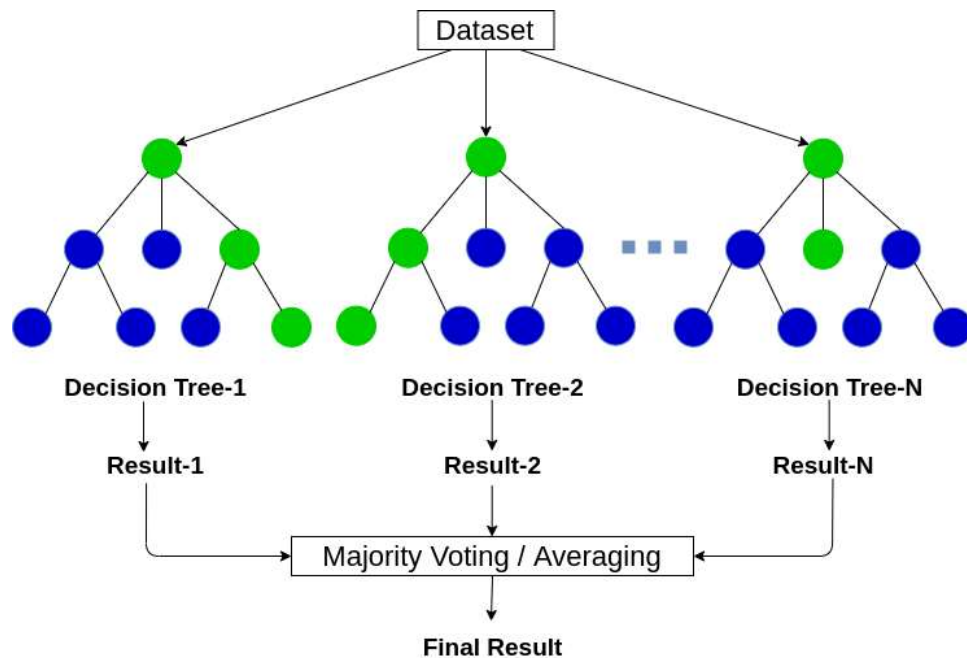 Dataset
Decision Tree-1
Decision Tree-2
Decision Tree-N
Result-1
Result-2
Result-N
Majority Voting / Averaging
Final Result